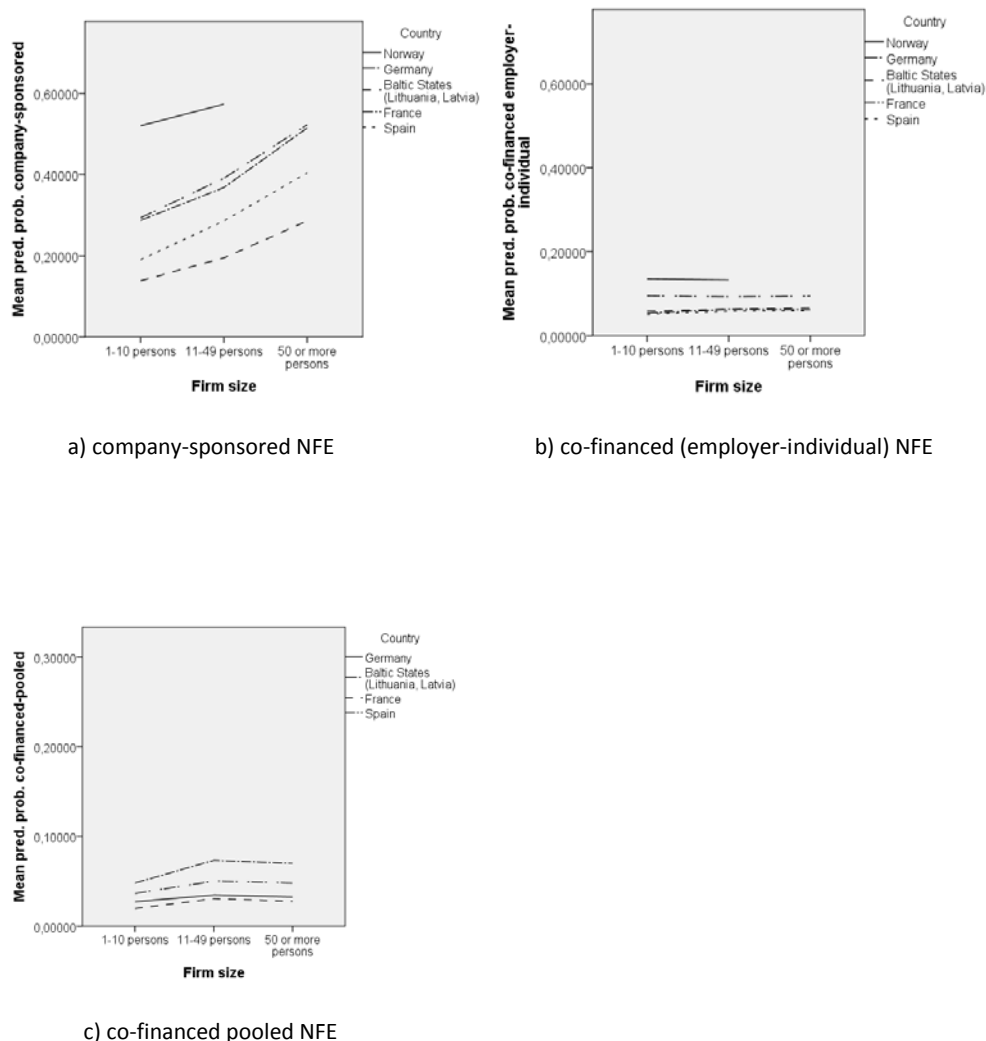 Mean pred. prob. company-sponsored
0,60000
0,40000
0,20000
0,00000
1-10 persons 11-49 persons 50 or more
persons
Firm size
Country
Norway
Germany
Baltic States
(Lithuania, Latvia)
France
Spain
a) company-sponsored NFE
Mean pred. prob. co-financed employer-
individual
0,60000
0,40000
0,20000
0,00000
1-10 persons 11-49 persons 50 or more
persons
Firm size
Country
Norway
Germany
Baltic States
(Lithuania, Latvia)
France
Spain
b) co-financed (employer-individual) NFE
Mean pred. prob. co-financed-pooled
0,30000
0,20000
0,10000
0,00000
1-10 persons 11-49 persons 50 or more
persons
Firm size
Country
Germany
Baltic States
(Lithuania, Latvia)
France
Spain
c) co-financed pooled NFE